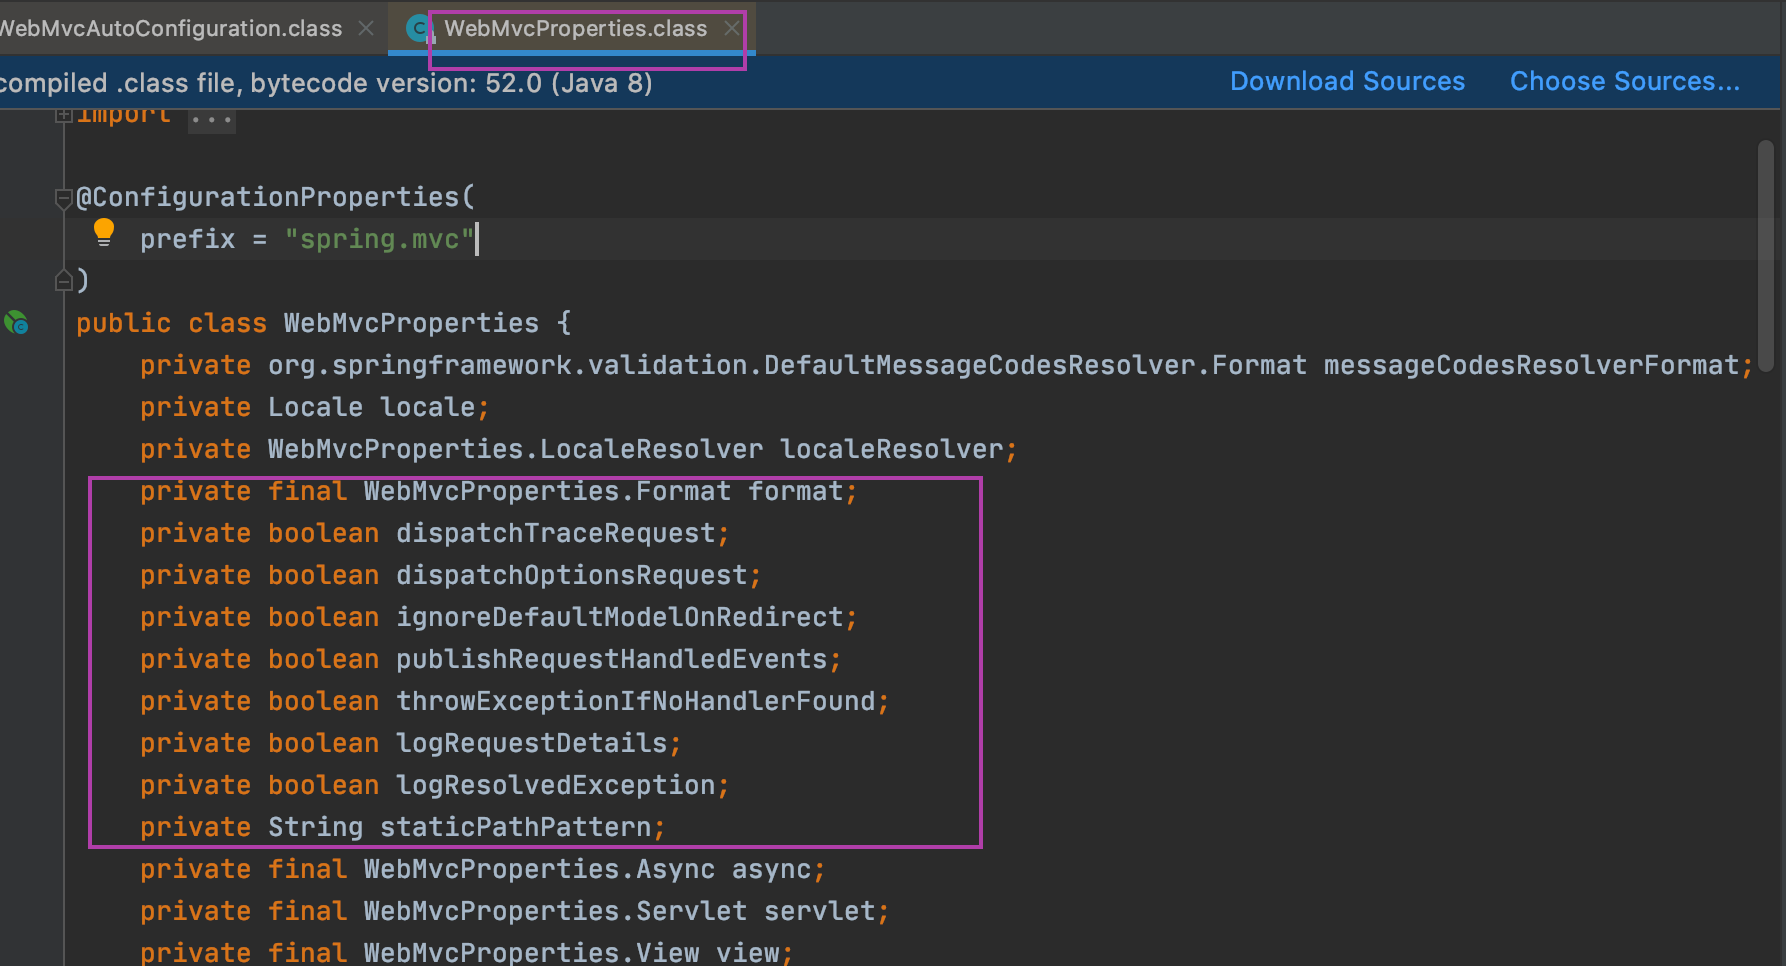 WebMvcAutoConfiguration.class
WebMvcProperties.class
compiled .class file, bytecode version: 52.0 (Java 8)
Download Sources
Choose Sources...
import ...
@ConfigurationProperties(
prefix = "spring.mvc"
)
public class WebMvcProperties {
private org.springframework.validation.DefaultMessageCodesResolver.Format messageCodesResolverFormat;
private Locale locale;
private WebMvcProperties.LocaleResolver localeResolver;
private final WebMvcProperties.Format format;
private boolean dispatchTraceRequest;
private boolean dispatchOptionsRequest;
private boolean ignoreDefaultModelOnRedirect;
private boolean publishRequestHandledEvents;
private boolean throwExceptionIfNoHandlerFound;
private boolean logRequestDetails;
private boolean logResolvedException;
private String staticPathPattern;
private final WebMvcProperties.Async async;
private final WebMvcProperties.Servlet servlet;
private final WebMvcProperties.View view;